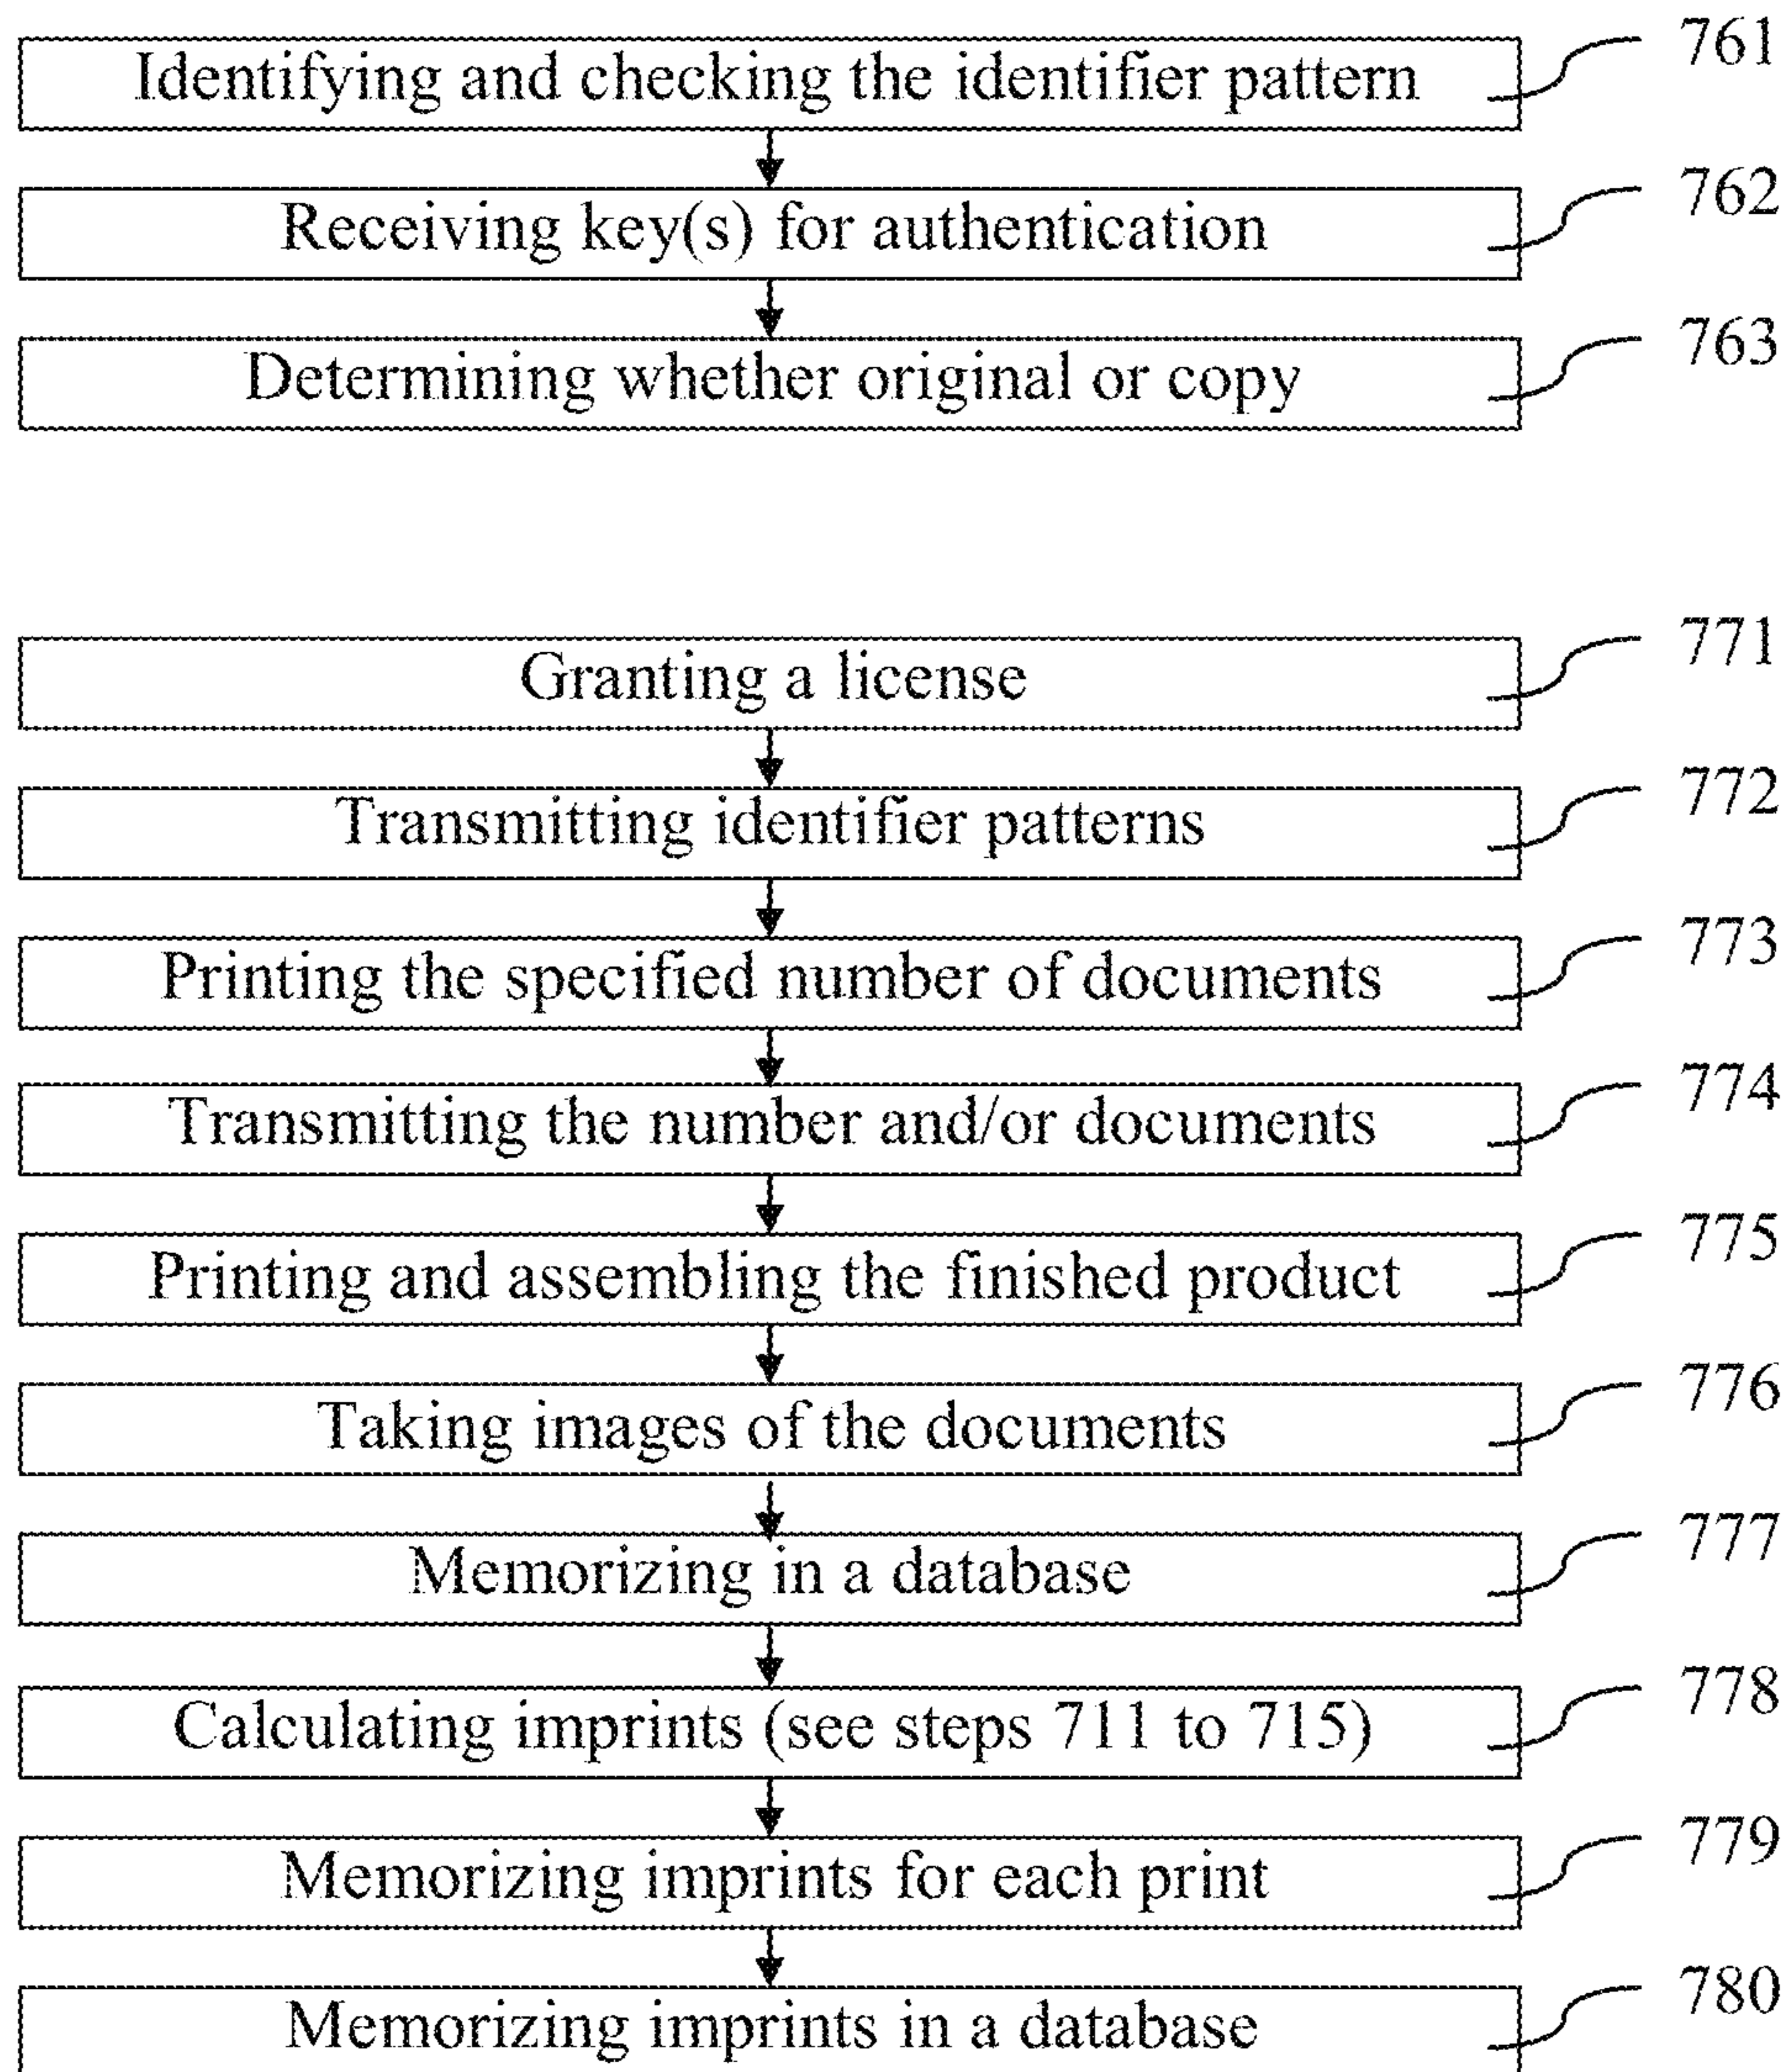 Identifying and checking the identifier pattern 761
Receiving key(s) for authentication 762
Determining whether original or copy 763
Granting a license 771
Transmitting identifier patterns 772
Printing the specified number of documents 773
Transmitting the number and/or documents 774
Printing and assembling the finished product 775
Taking images of the documents 776
Memorizing in a database 777
Calculating imprints (see steps 711 to 715) 778
Memorizing imprints for each print 779
Memorizing imprints in a database 780